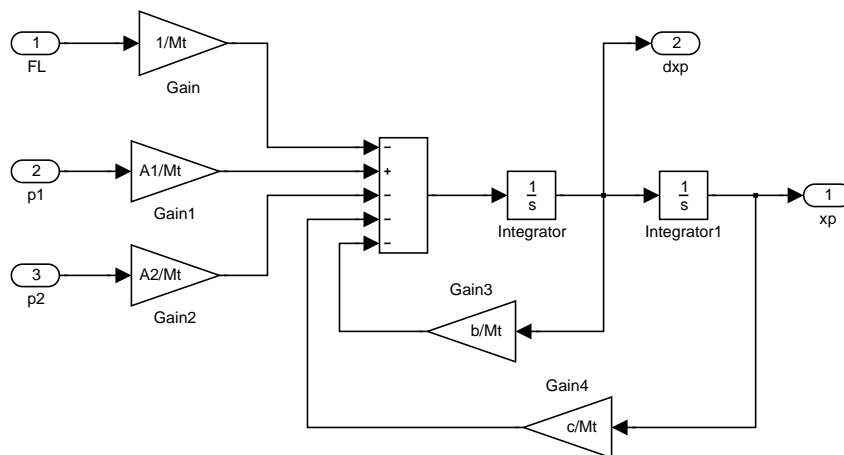 1
FL
1/Mt
Gain
2
dxp
2
p1
A1/Mt
Gain1
−
+
−
−
−
1
s
Integrator
1
s
Integrator1
1
xp
3
p2
A2/Mt
Gain2
Gain3
b/Mt
Gain4
c/Mt